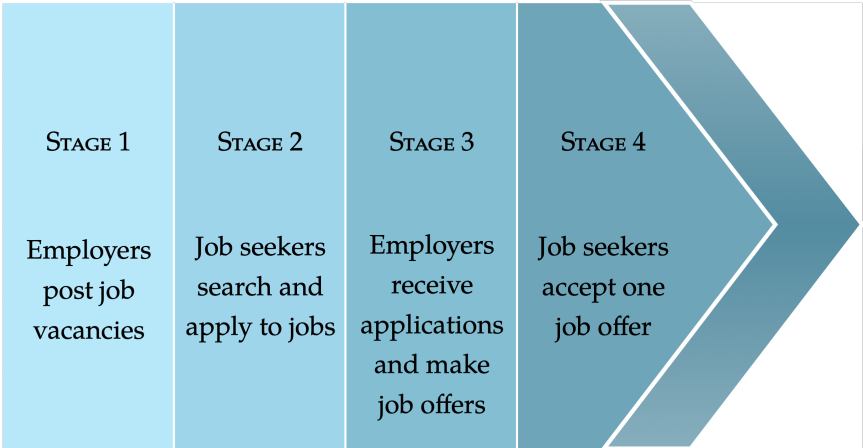 STAGE 1
Employers
post job
vacancies
STAGE 2
Job seekers
search and
apply to jobs
STAGE 3
Employers
receive
applications
and make
job offers
STAGE 4
Job seekers
accept one
job offer